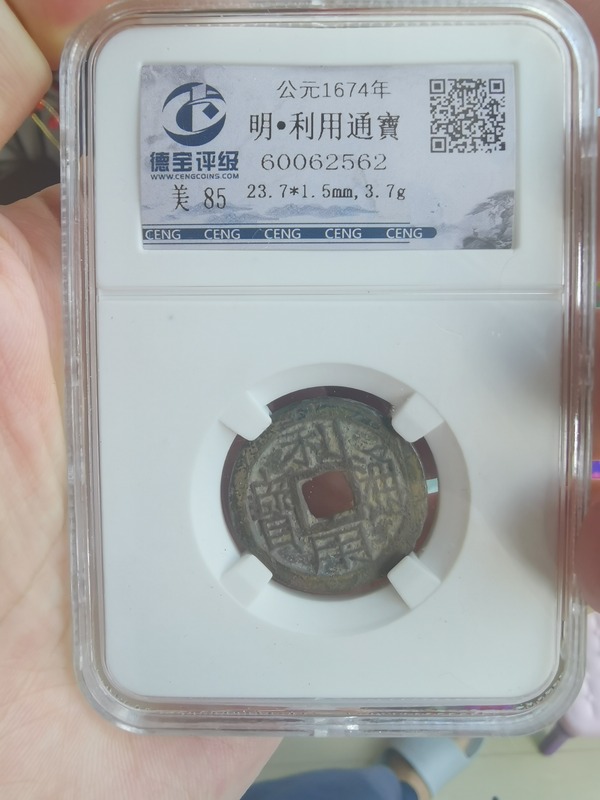 公元1674年
明•利用通寶
德宝评级
WWW.CENGCOINS.COM
60062562
美 85
23.7*1.5mm,3.7g
CENG CENG CENG CENG CENG
利用通寶